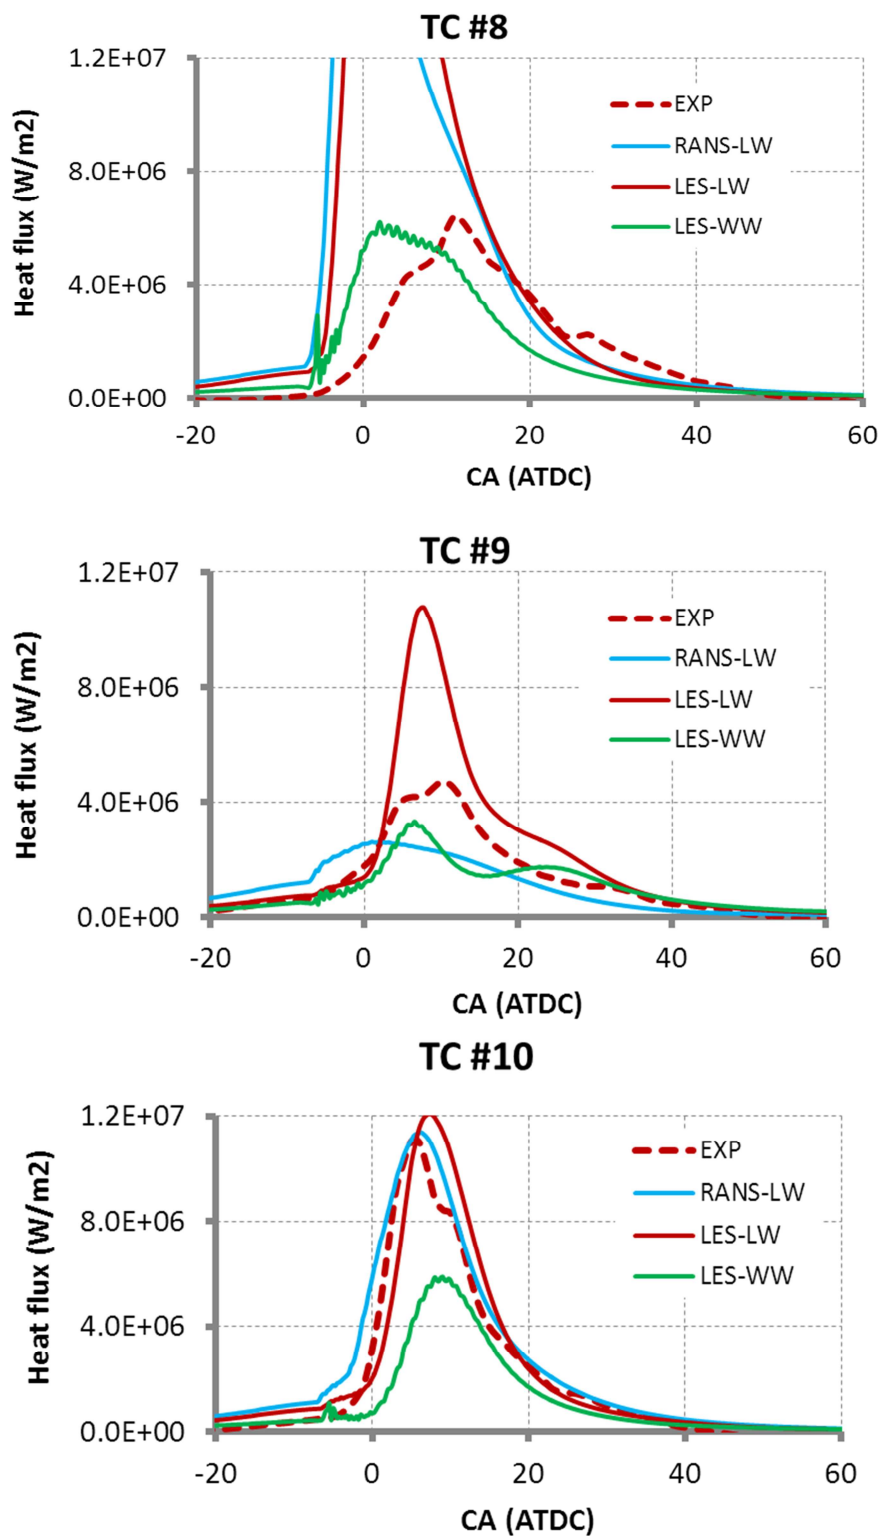 TC #8
Heat flux (W/m2)
1.2E+07
8.0E+06
4.0E+06
0.0E+00
-20
0
20
40
60
CA (ATDC)
EXP
RANS-LW
LES-LW
LES-WW
TC #9
Heat flux (W/m2)
1.2E+07
8.0E+06
4.0E+06
0.0E+00
-20
0
20
40
60
CA (ATDC)
EXP
RANS-LW
LES-LW
LES-WW
TC #10
Heat flux (W/m2)
1.2E+07
8.0E+06
4.0E+06
0.0E+00
-20
0
20
40
60
CA (ATDC)
EXP
RANS-LW
LES-LW
LES-WW